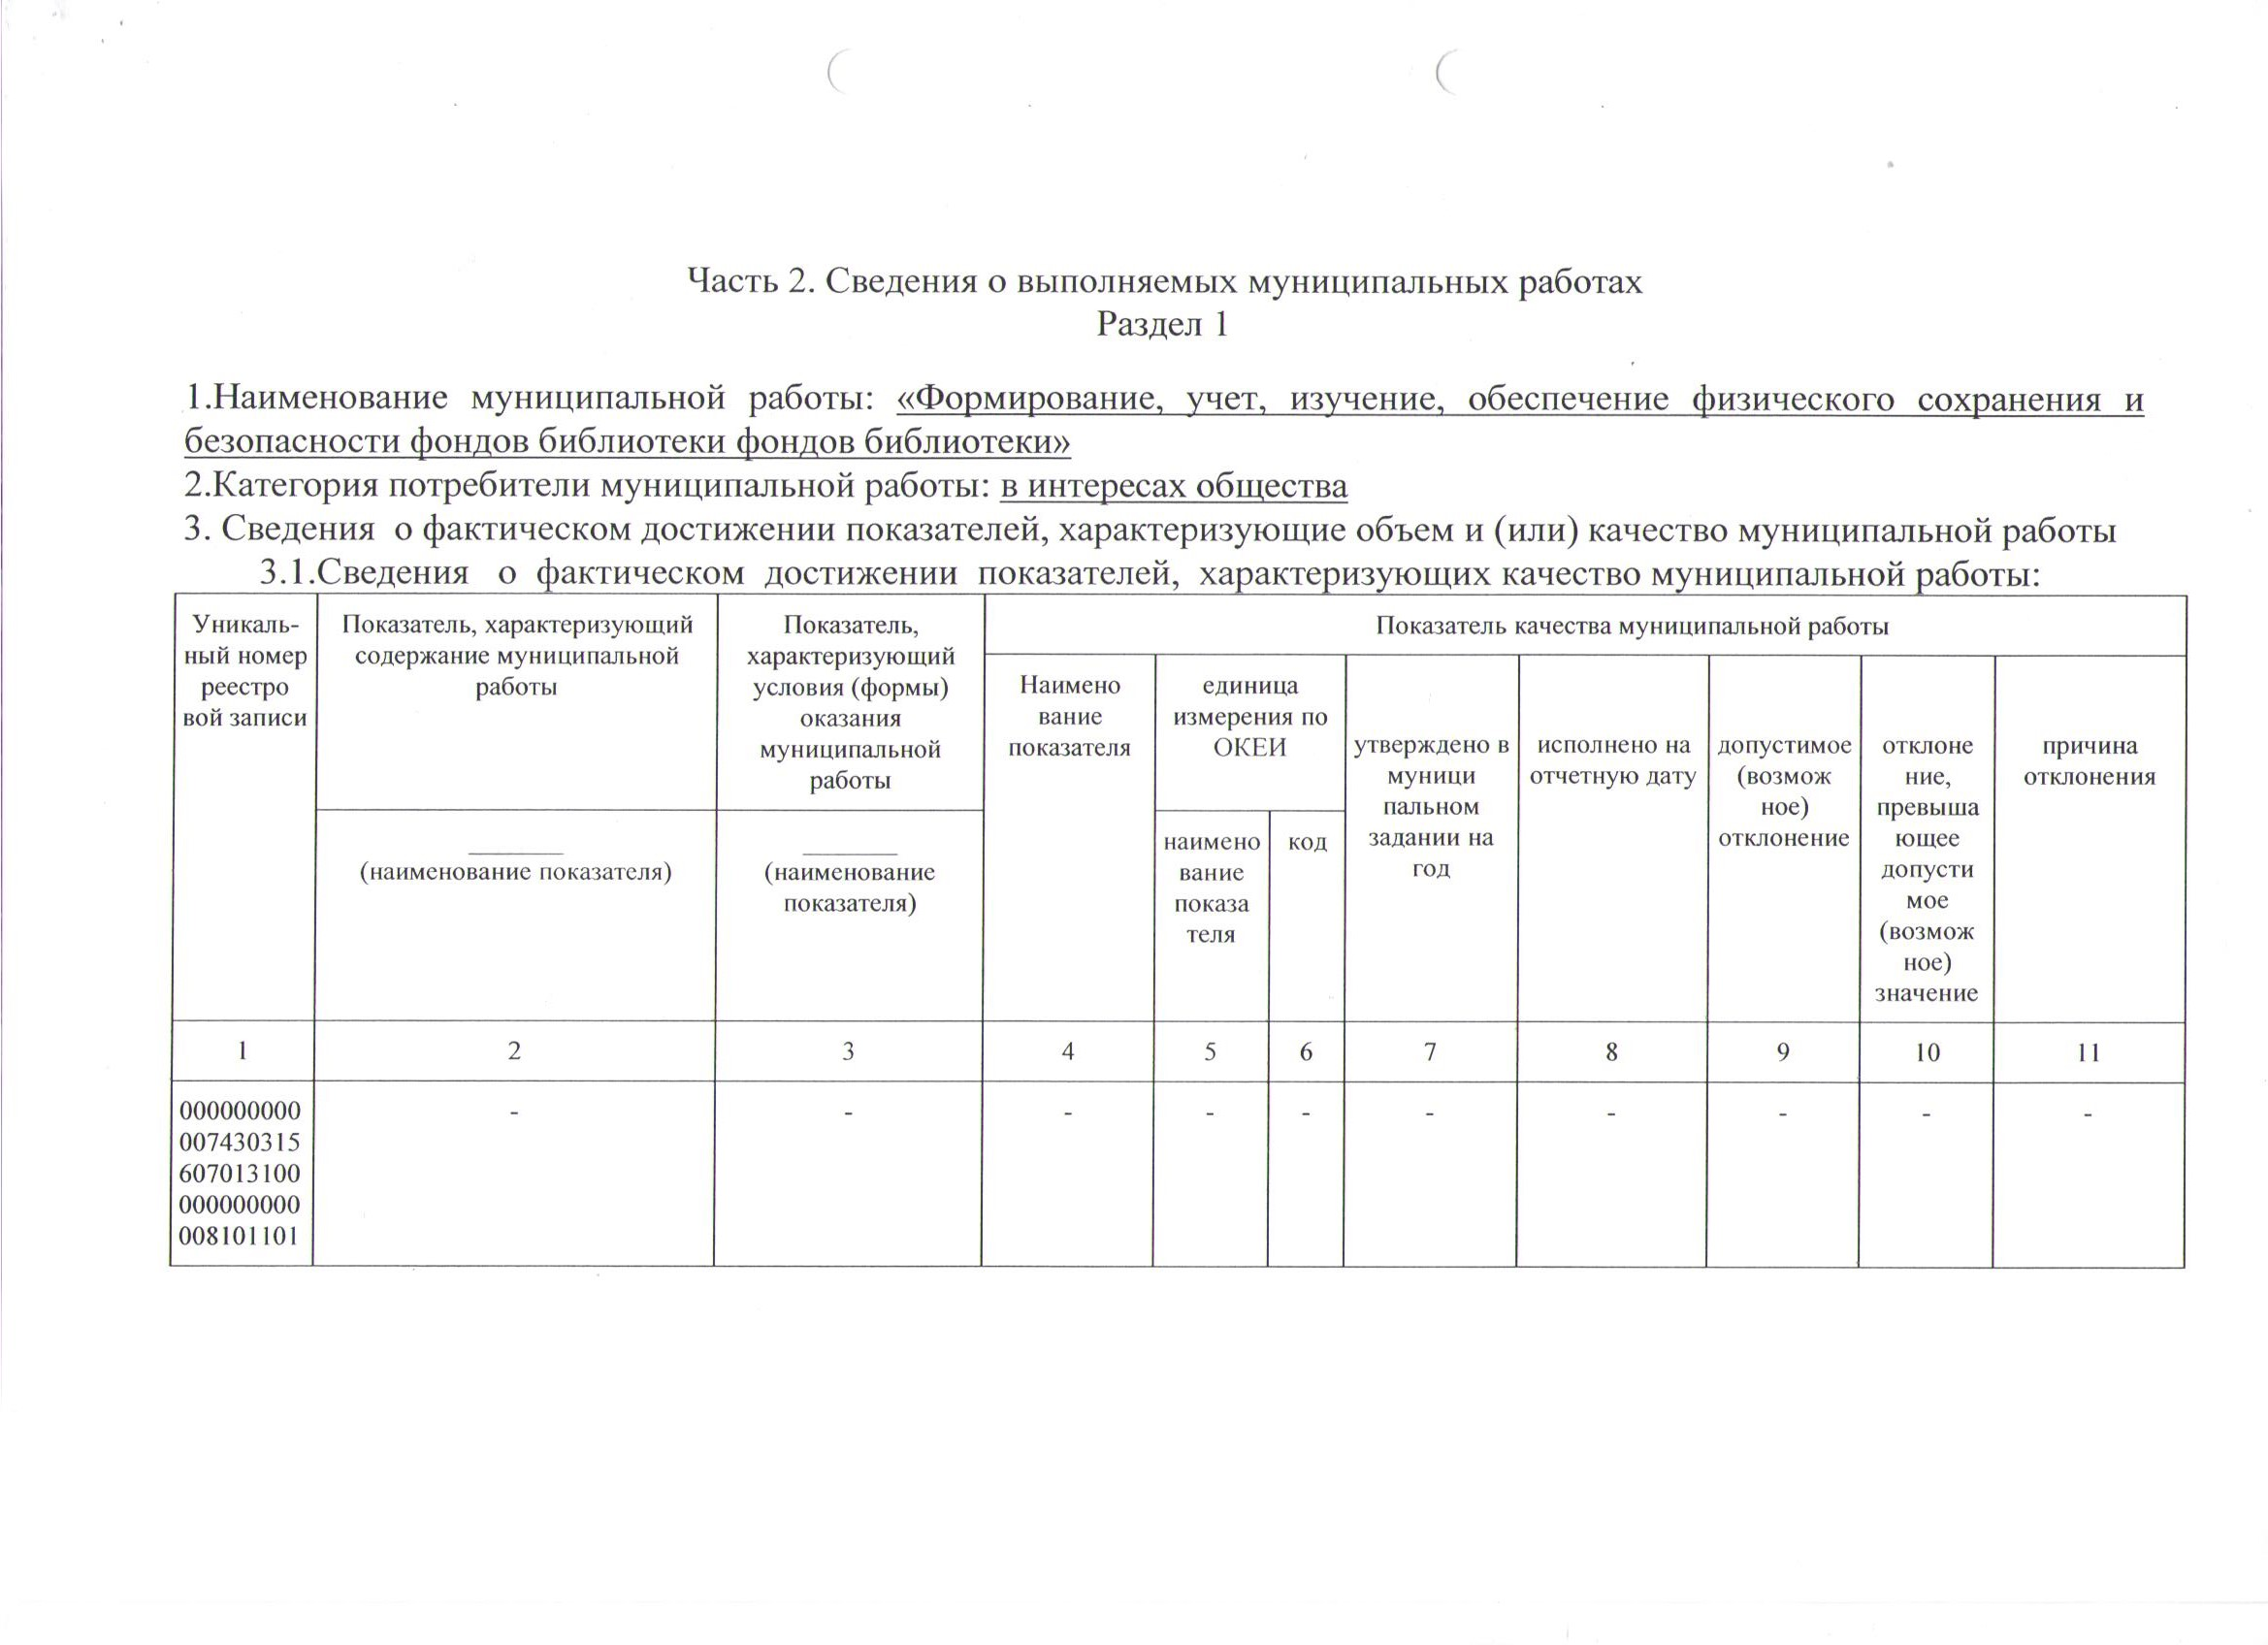 Часть 2. Сведения о выполняемых муниципальных работах
Раздел 1
1.Наименование муниципальной работы: «Формирование, учет, изучение, обеспечение физического сохранения и
безопасности фондов библиотеки фондов библиотеки»
2.Категория потребители муниципальной работы: в интересах общества
3. Сведения о фактическом достижении показателей, характеризующие объем и (или) качество муниципальной работы
3.1.Сведения о фактическом достижении показателей, характеризующих качество муниципальной работы:
Уникаль-
ный номер
реестро
вой записи
Показатель, характеризующий
содержание муниципальной
работы
Показатель,
характеризующий
условия (формы)
оказания
муниципальной
работы
Показатель качества муниципальной работы
Наимено
вание
показателя
единица
измерения по
ОКЕИ
утверждено в
муници
пальном
задании на
год
исполнено на
отчетную дату
допустимое
(возмож
ное)
отклонение
отклоне
ние,
превыша
ющее
допусти
мое
(возмож
ное)
значение
причина
отклонения
_______
(наименование показателя)
_______
(наименование
показателя)
наимено
вание
показа
теля
код
1 2 3 4 5 6 7 8 9 10 11
000000000
007430315
607013100
000000000
008101101
- - - - - - - - - -